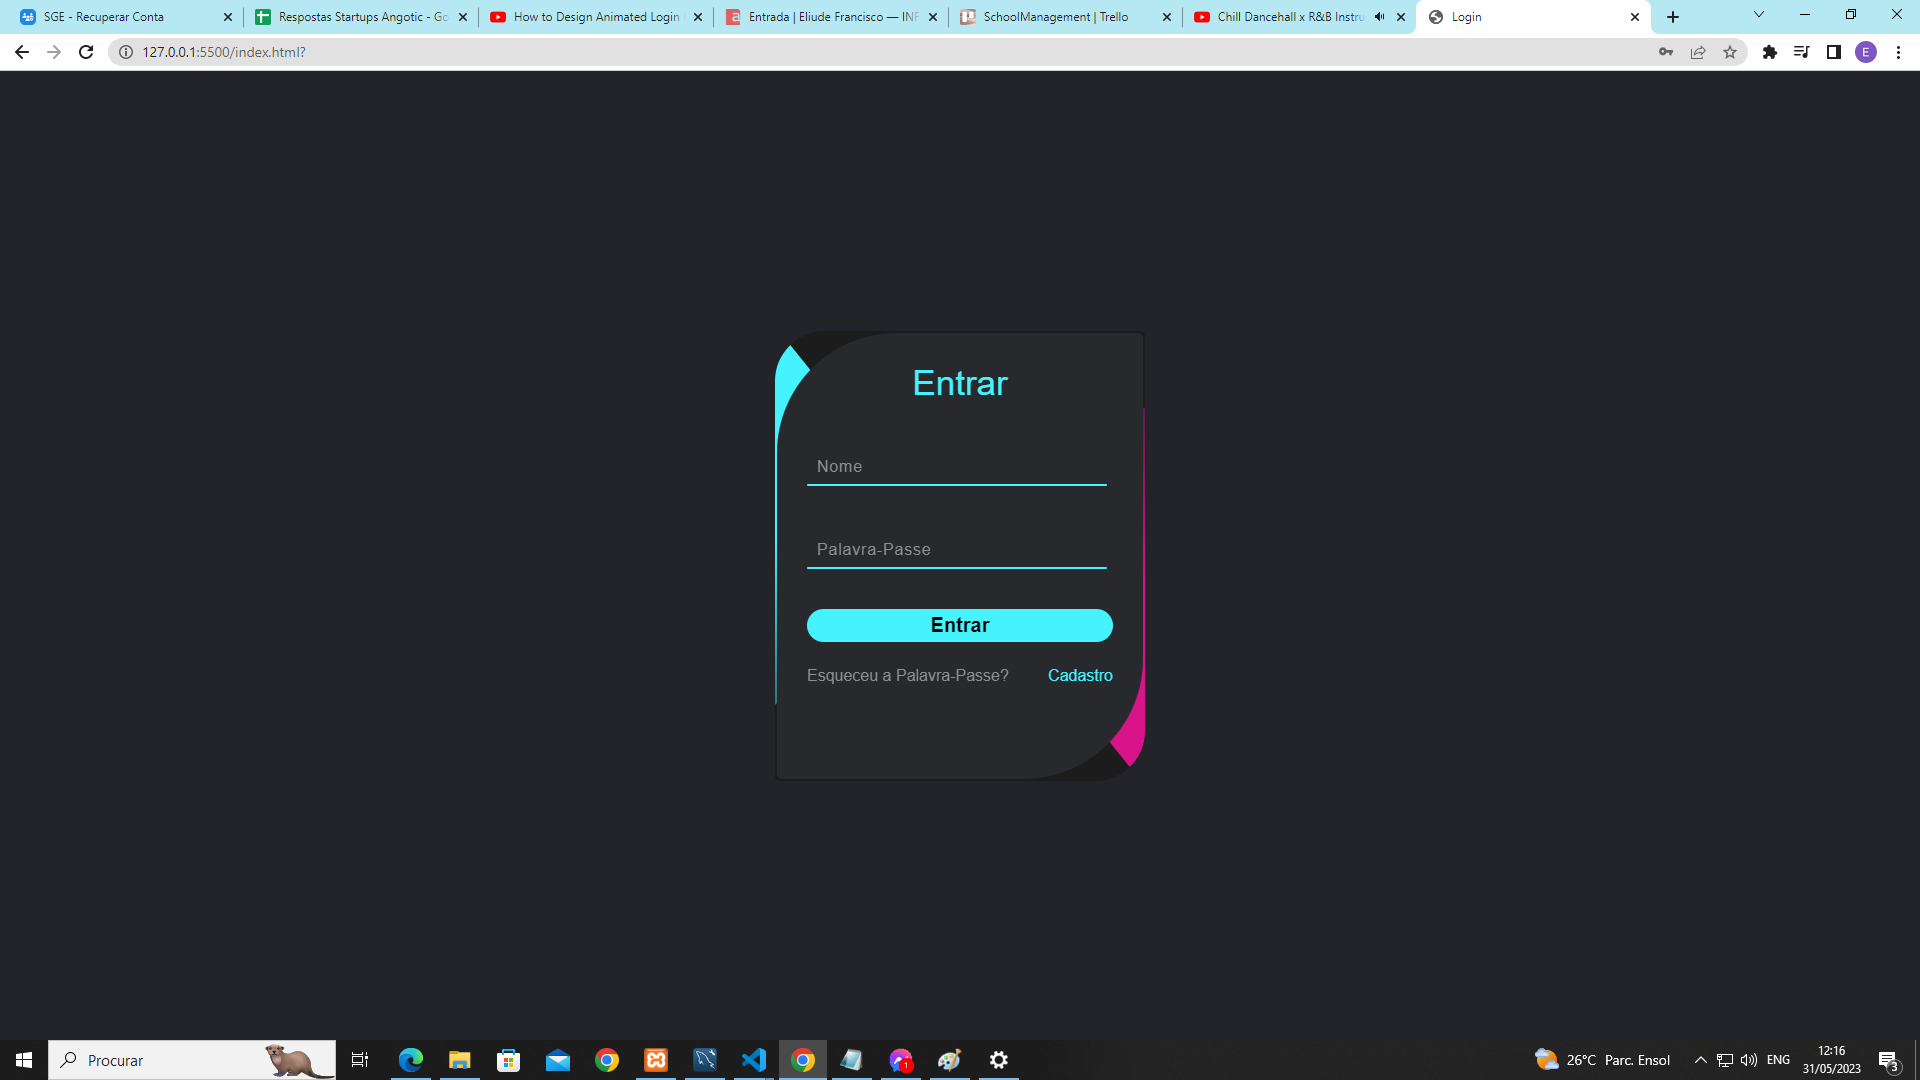 SGE - Recuperar Conta
Respostas Startups Angotic - Go
How to Design Animated Login
Entrada | Eliude Francisco — INF
SchoolManagement | Trello
Chill Dancehall x R&B Instru
Login
127.0.0.1:5500/index.html?
E
Entrar
Nome
Palavra-Passe
Entrar
Esqueceu a Palavra-Passe? Cadastro
Procurar
1
26°C Parc. Ensol
ENG
12:16
31/05/2023
3